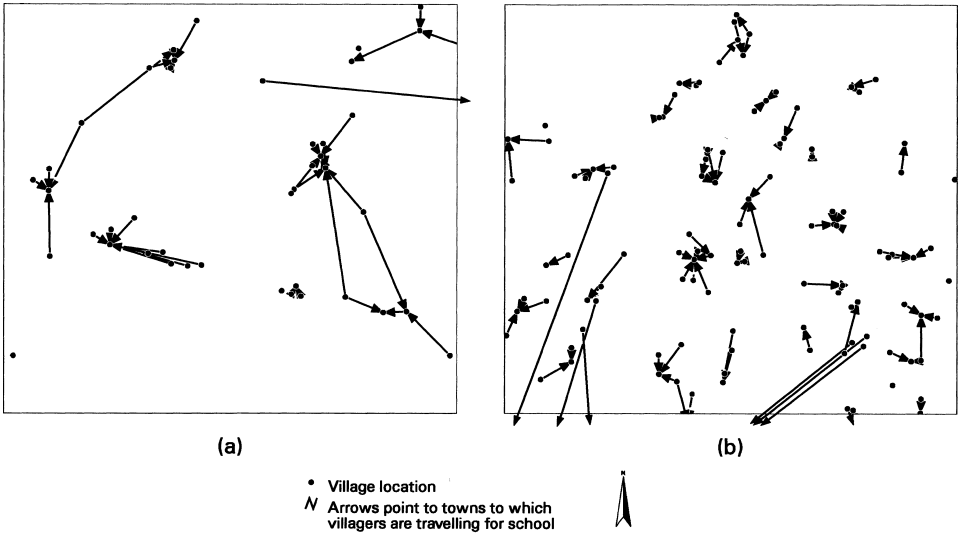 (a)
(b)
Village location
N
Arrows point to towns to which
villagers are travelling for school